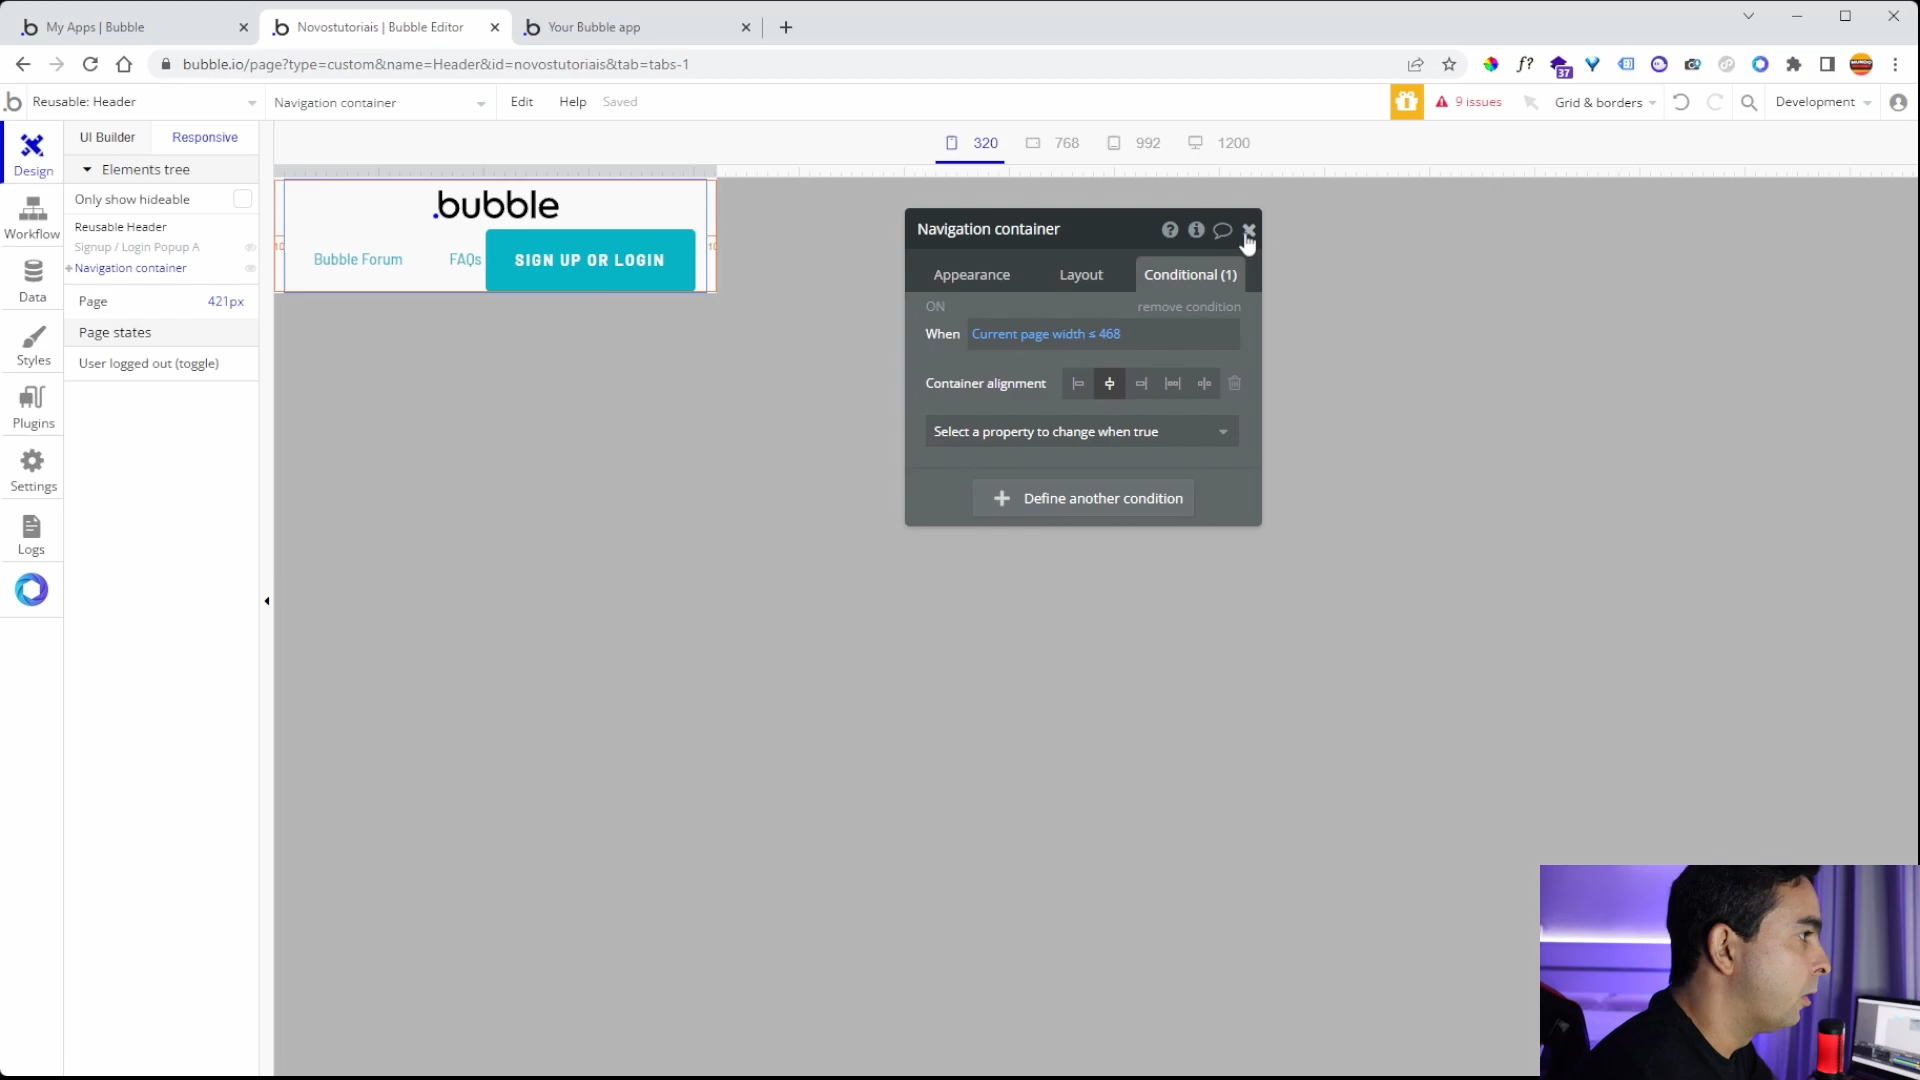 My Apps | Bubble
Novostutoriais | Bubble Editor
Your Bubble app
bubble.io/page?type=custom&name=Header&id=novostutoriais&tab=tabs-1
f?
37
Reusable: Header
Navigation container
Edit
Help
Saved
9 issues
Grid & borders
Development
Design
Workflow
Data
Styles
Plugins
Settings
Logs
UI Builder
Responsive
Elements tree
Only show hideable
Reusable Header
Signup / Login Popup A
Navigation container
Page
421px
Page states
User logged out (toggle)
320
768
992
1200
.bubble
Bubble Forum
FAQs
SIGN UP OR LOGIN
Navigation container
Appearance
Layout
Conditional (1)
ON
remove condition
When
Current page width ≤ 468
Container alignment
Select a property to change when true
Define another condition